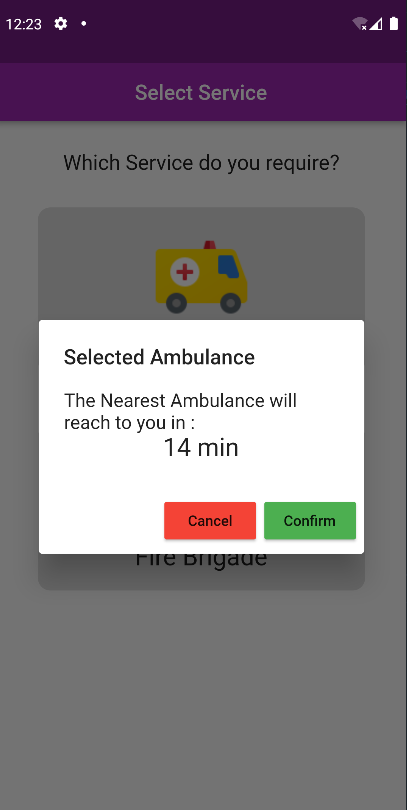 12:23
Select Service
Which Service do you require?
Selected Ambulance
The Nearest Ambulance will
reach to you in :
14 min
Cancel
Confirm
Fire Brigade